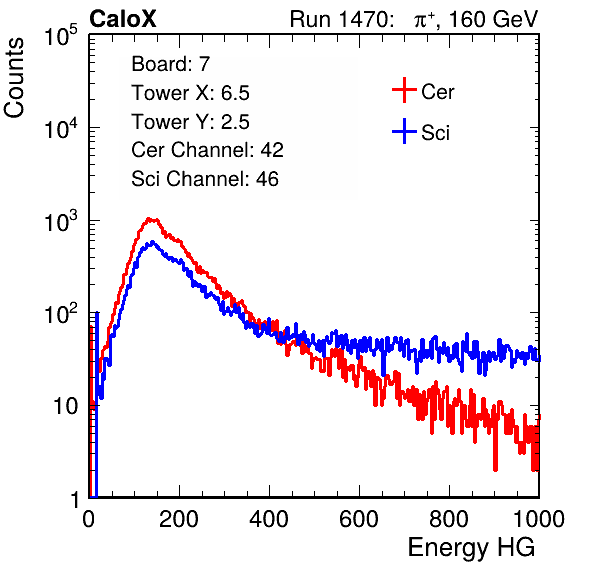 CaloX Run 1470: π⁺, 160 GeV
Board: 7
Tower X: 6.5
Tower Y: 2.5
Cer Channel: 42
Sci Channel: 46
Cer
Sci
Counts
10⁵
10⁴
10³
10²
10
1
0 200 400 600 800 1000
Energy HG